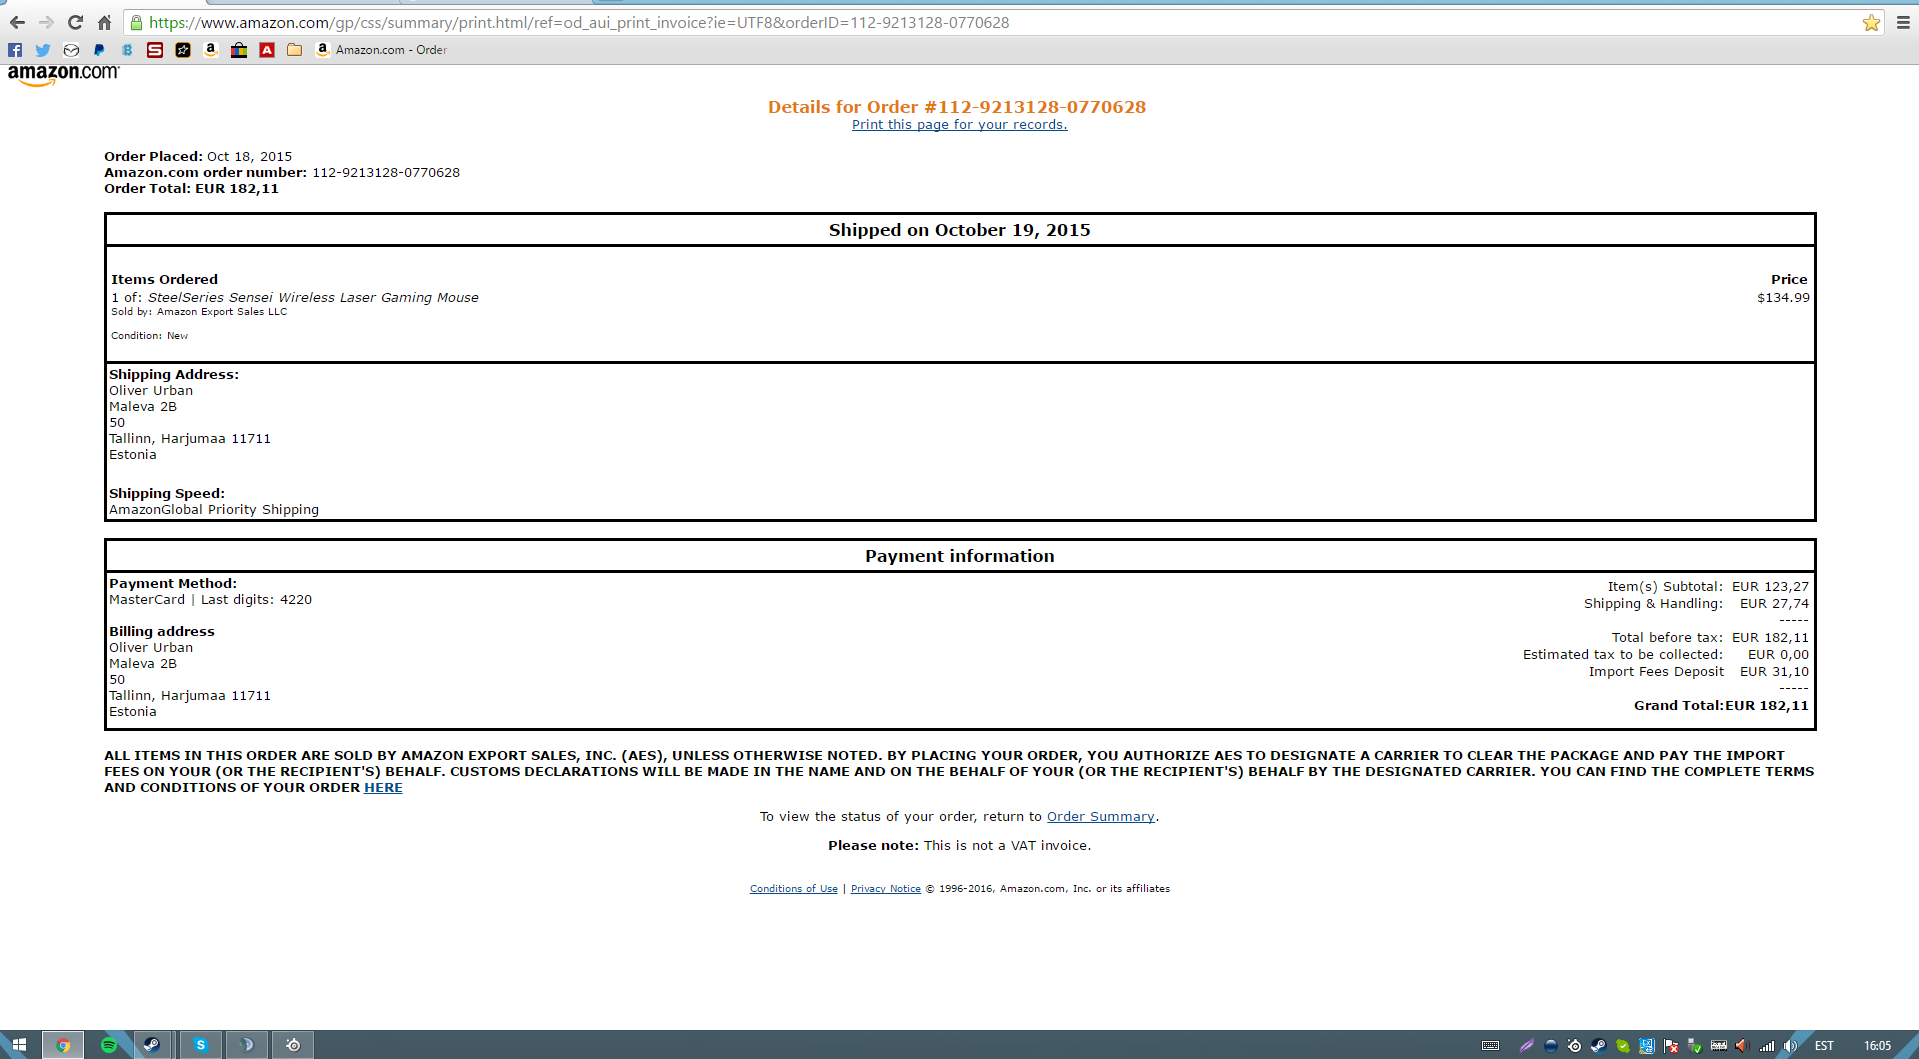 https://www.amazon.com/gp/css/summary/print.html/ref=od_aui_print_invoice?ie=UTF8&orderID=112-9213128-0770628
Amazon.com - Order
amazon.com
Details for Order #112-9213128-0770628
Print this page for your records.
Order Placed: Oct 18, 2015
Amazon.com order number: 112-9213128-0770628
Order Total: EUR 182,11
Shipped on October 19, 2015
Items Ordered Price
1 of: SteelSeries Sensei Wireless Laser Gaming Mouse $134.99
Sold by: Amazon Export Sales LLC
Condition: New
Shipping Address:
Oliver Urban
Maleva 2B
50
Tallinn, Harjumaa 11711
Estonia
Shipping Speed:
AmazonGlobal Priority Shipping
Payment information
Payment Method:
MasterCard | Last digits: 4220
Billing address
Oliver Urban
Maleva 2B
50
Tallinn, Harjumaa 11711
Estonia
Item(s) Subtotal: EUR 123,27
Shipping & Handling: EUR 27,74
-----
Total before tax: EUR 182,11
Estimated tax to be collected: EUR 0,00
Import Fees Deposit EUR 31,10
-----
Grand Total:EUR 182,11
ALL ITEMS IN THIS ORDER ARE SOLD BY AMAZON EXPORT SALES, INC. (AES), UNLESS OTHERWISE NOTED. BY PLACING YOUR ORDER, YOU AUTHORIZE AES TO DESIGNATE A CARRIER TO CLEAR THE PACKAGE AND PAY THE IMPORT
FEES ON YOUR (OR THE RECIPIENT'S) BEHALF. CUSTOMS DECLARATIONS WILL BE MADE IN THE NAME AND ON THE BEHALF OF YOUR (OR THE RECIPIENT'S) BEHALF BY THE DESIGNATED CARRIER. YOU CAN FIND THE COMPLETE TERMS
AND CONDITIONS OF YOUR ORDER HERE
To view the status of your order, return to Order Summary.
Please note: This is not a VAT invoice.
Conditions of Use | Privacy Notice © 1996-2016, Amazon.com, Inc. or its affiliates
EST 16:05